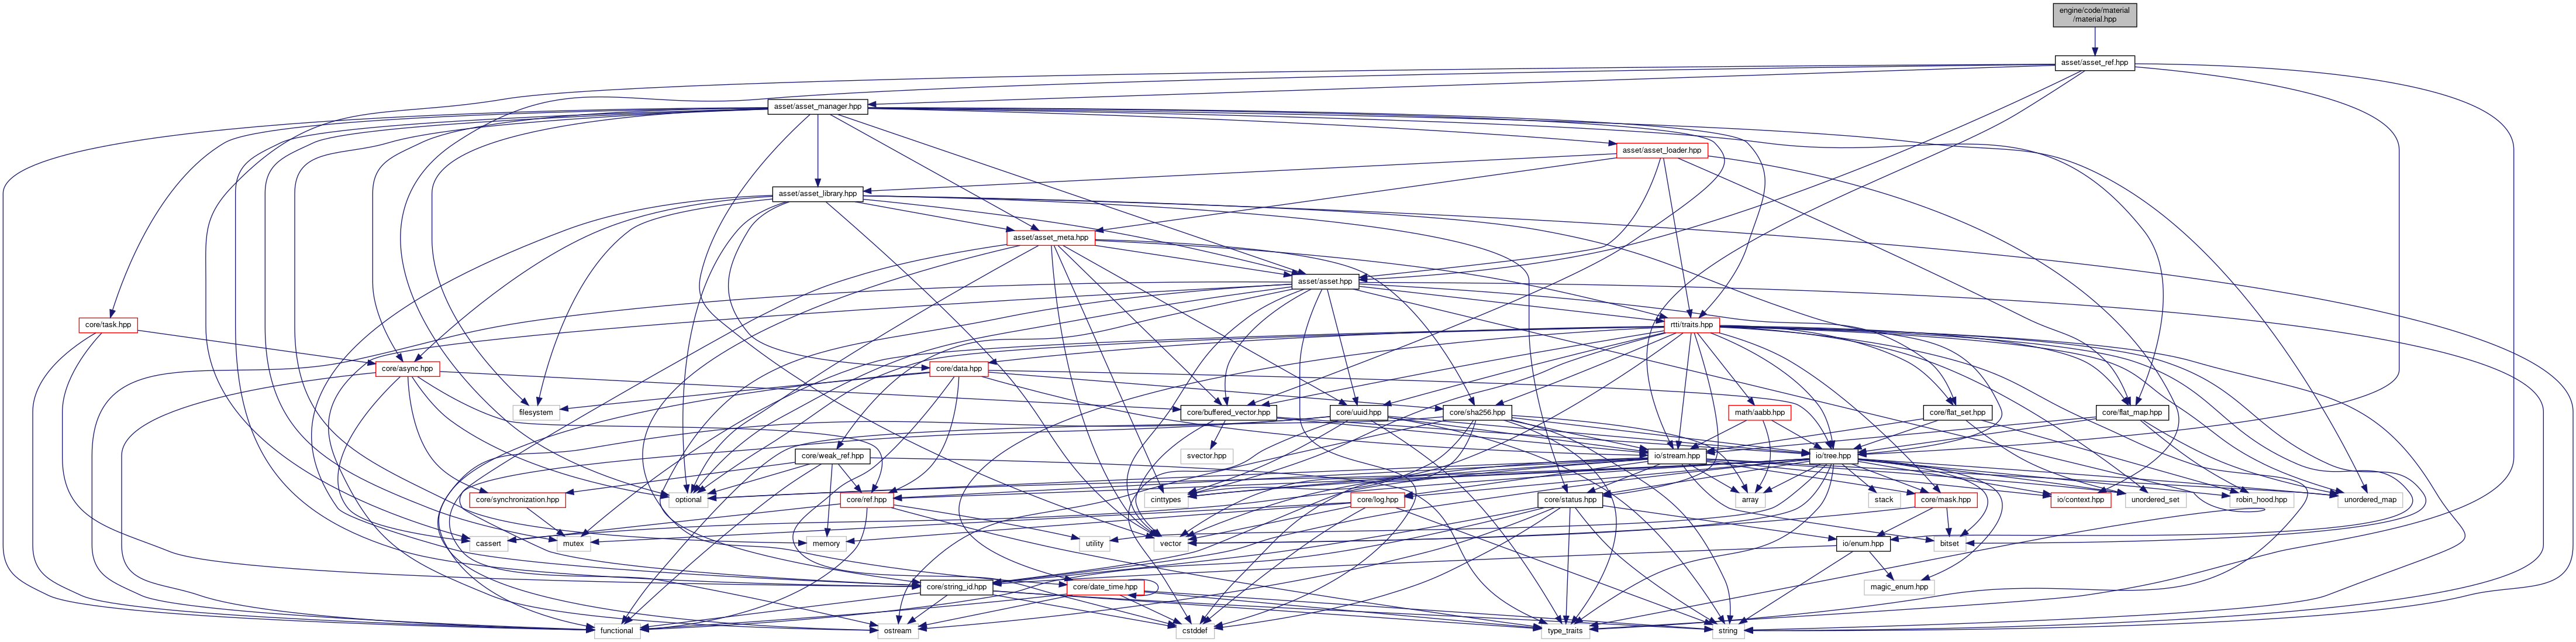 engine/code/material
/material.hpp
asset/asset_ref.hpp
asset/asset_manager.hpp
asset/asset_loader.hpp
asset/asset_library.hpp
asset/asset_meta.hpp
asset/asset.hpp
core/task.hpp
rtti/traits.hpp
core/async.hpp
core/data.hpp
filesystem
core/buffered_vector.hpp
core/uuid.hpp
core/sha256.hpp
math/aabb.hpp
core/flat_set.hpp
core/flat_map.hpp
svector.hpp
core/weak_ref.hpp
io/stream.hpp
io/tree.hpp
core/synchronization.hpp
optional
core/ref.hpp
cinttypes
core/log.hpp
core/status.hpp
array
stack
core/mask.hpp
io/context.hpp
unordered_set
robin_hood.hpp
unordered_map
cassert
mutex
memory
utility
vector
io/enum.hpp
bitset
core/string_id.hpp
core/date_time.hpp
magic_enum.hpp
functional
ostream
cstddef
type_traits
string